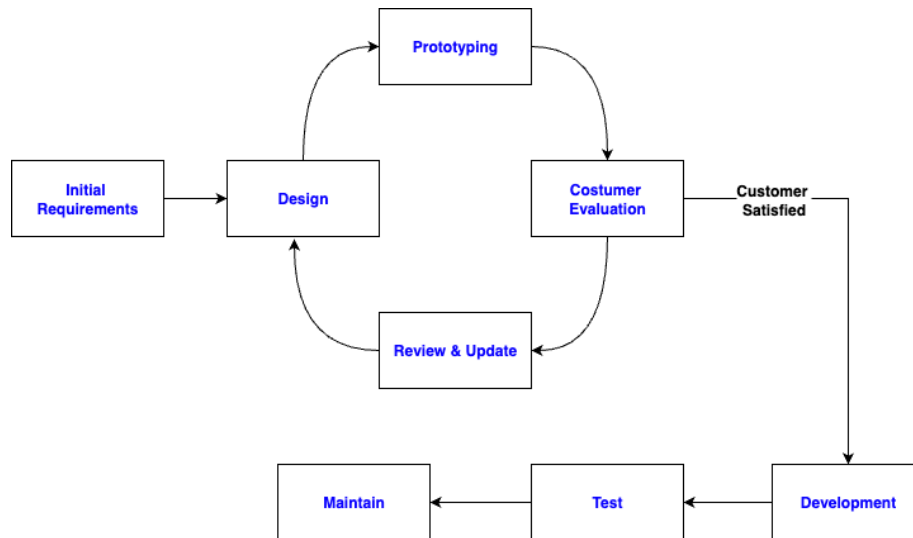 Prototyping
Initial
Requirements
Design
Costumer
Evaluation
Customer
Satisfied
Review & Update
Maintain
Test
Development